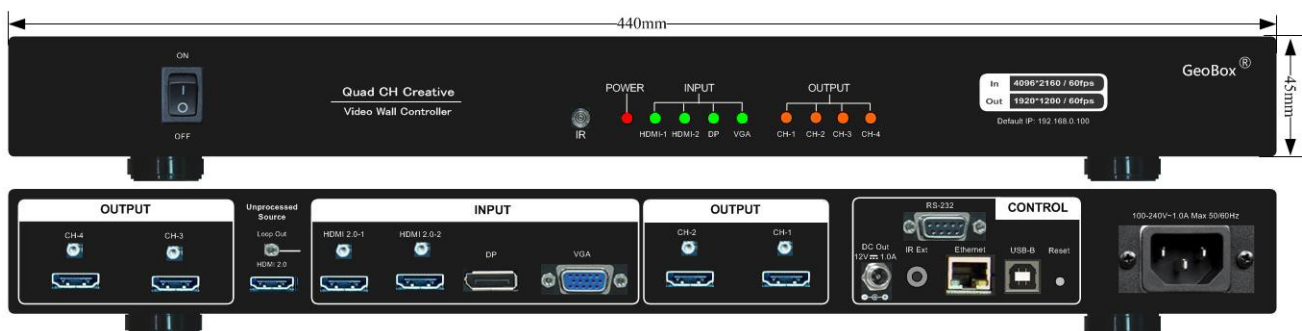 440mm
ON
OFF
Quad CH Creative
Video Wall Controller
IR
POWER
INPUT
HDMI-1 HDMI-2 DP VGA
OUTPUT
CH-1 CH-2 CH-3 CH-4
In 4096*2160 / 60fps
Out 1920*1200 / 60fps
Default IP: 192.168.0.100
GeoBox®
45mm
OUTPUT
CH-4 CH-3
Unprocessed
Source
Loop Out
HDMI 2.0
INPUT
HDMI 2.0-1 HDMI 2.0-2 DP VGA
OUTPUT
CH-2 CH-1
RS-232 CONTROL
DC Out
12V⎓1.0A
IR Ext Ethernet USB-B Reset
100-240V~1.0A Max 50/60Hz